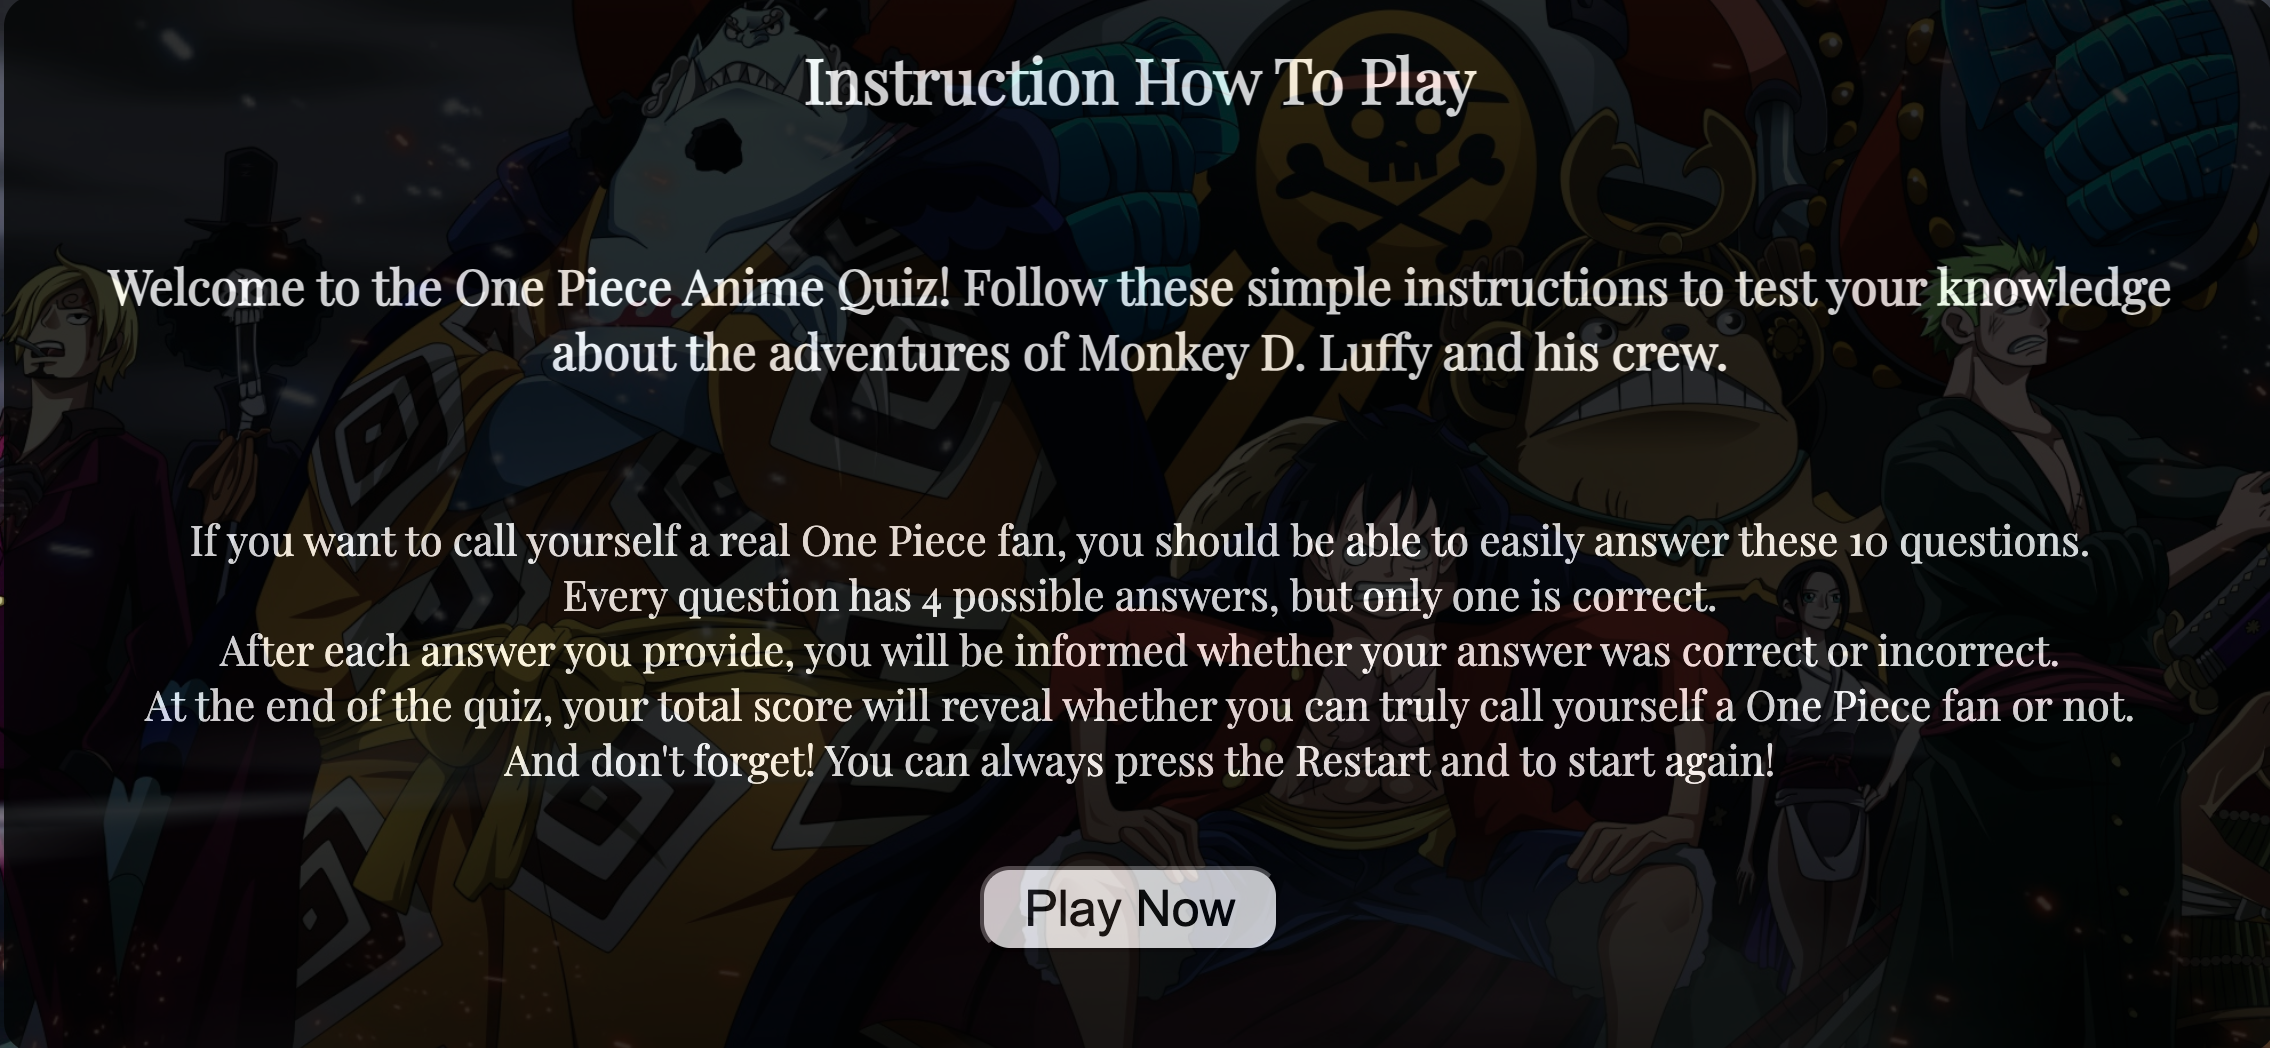 Instruction How To Play
Welcome to the One Piece Anime Quiz! Follow these simple instructions to test your knowledge
about the adventures of Monkey D. Luffy and his crew.
If you want to call yourself a real One Piece fan, you should be able to easily answer these 10 questions.
Every question has 4 possible answers, but only one is correct.
After each answer you provide, you will be informed whether your answer was correct or incorrect.
At the end of the quiz, your total score will reveal whether you can truly call yourself a One Piece fan or not.
And don't forget! You can always press the Restart and to start again!
Play Now